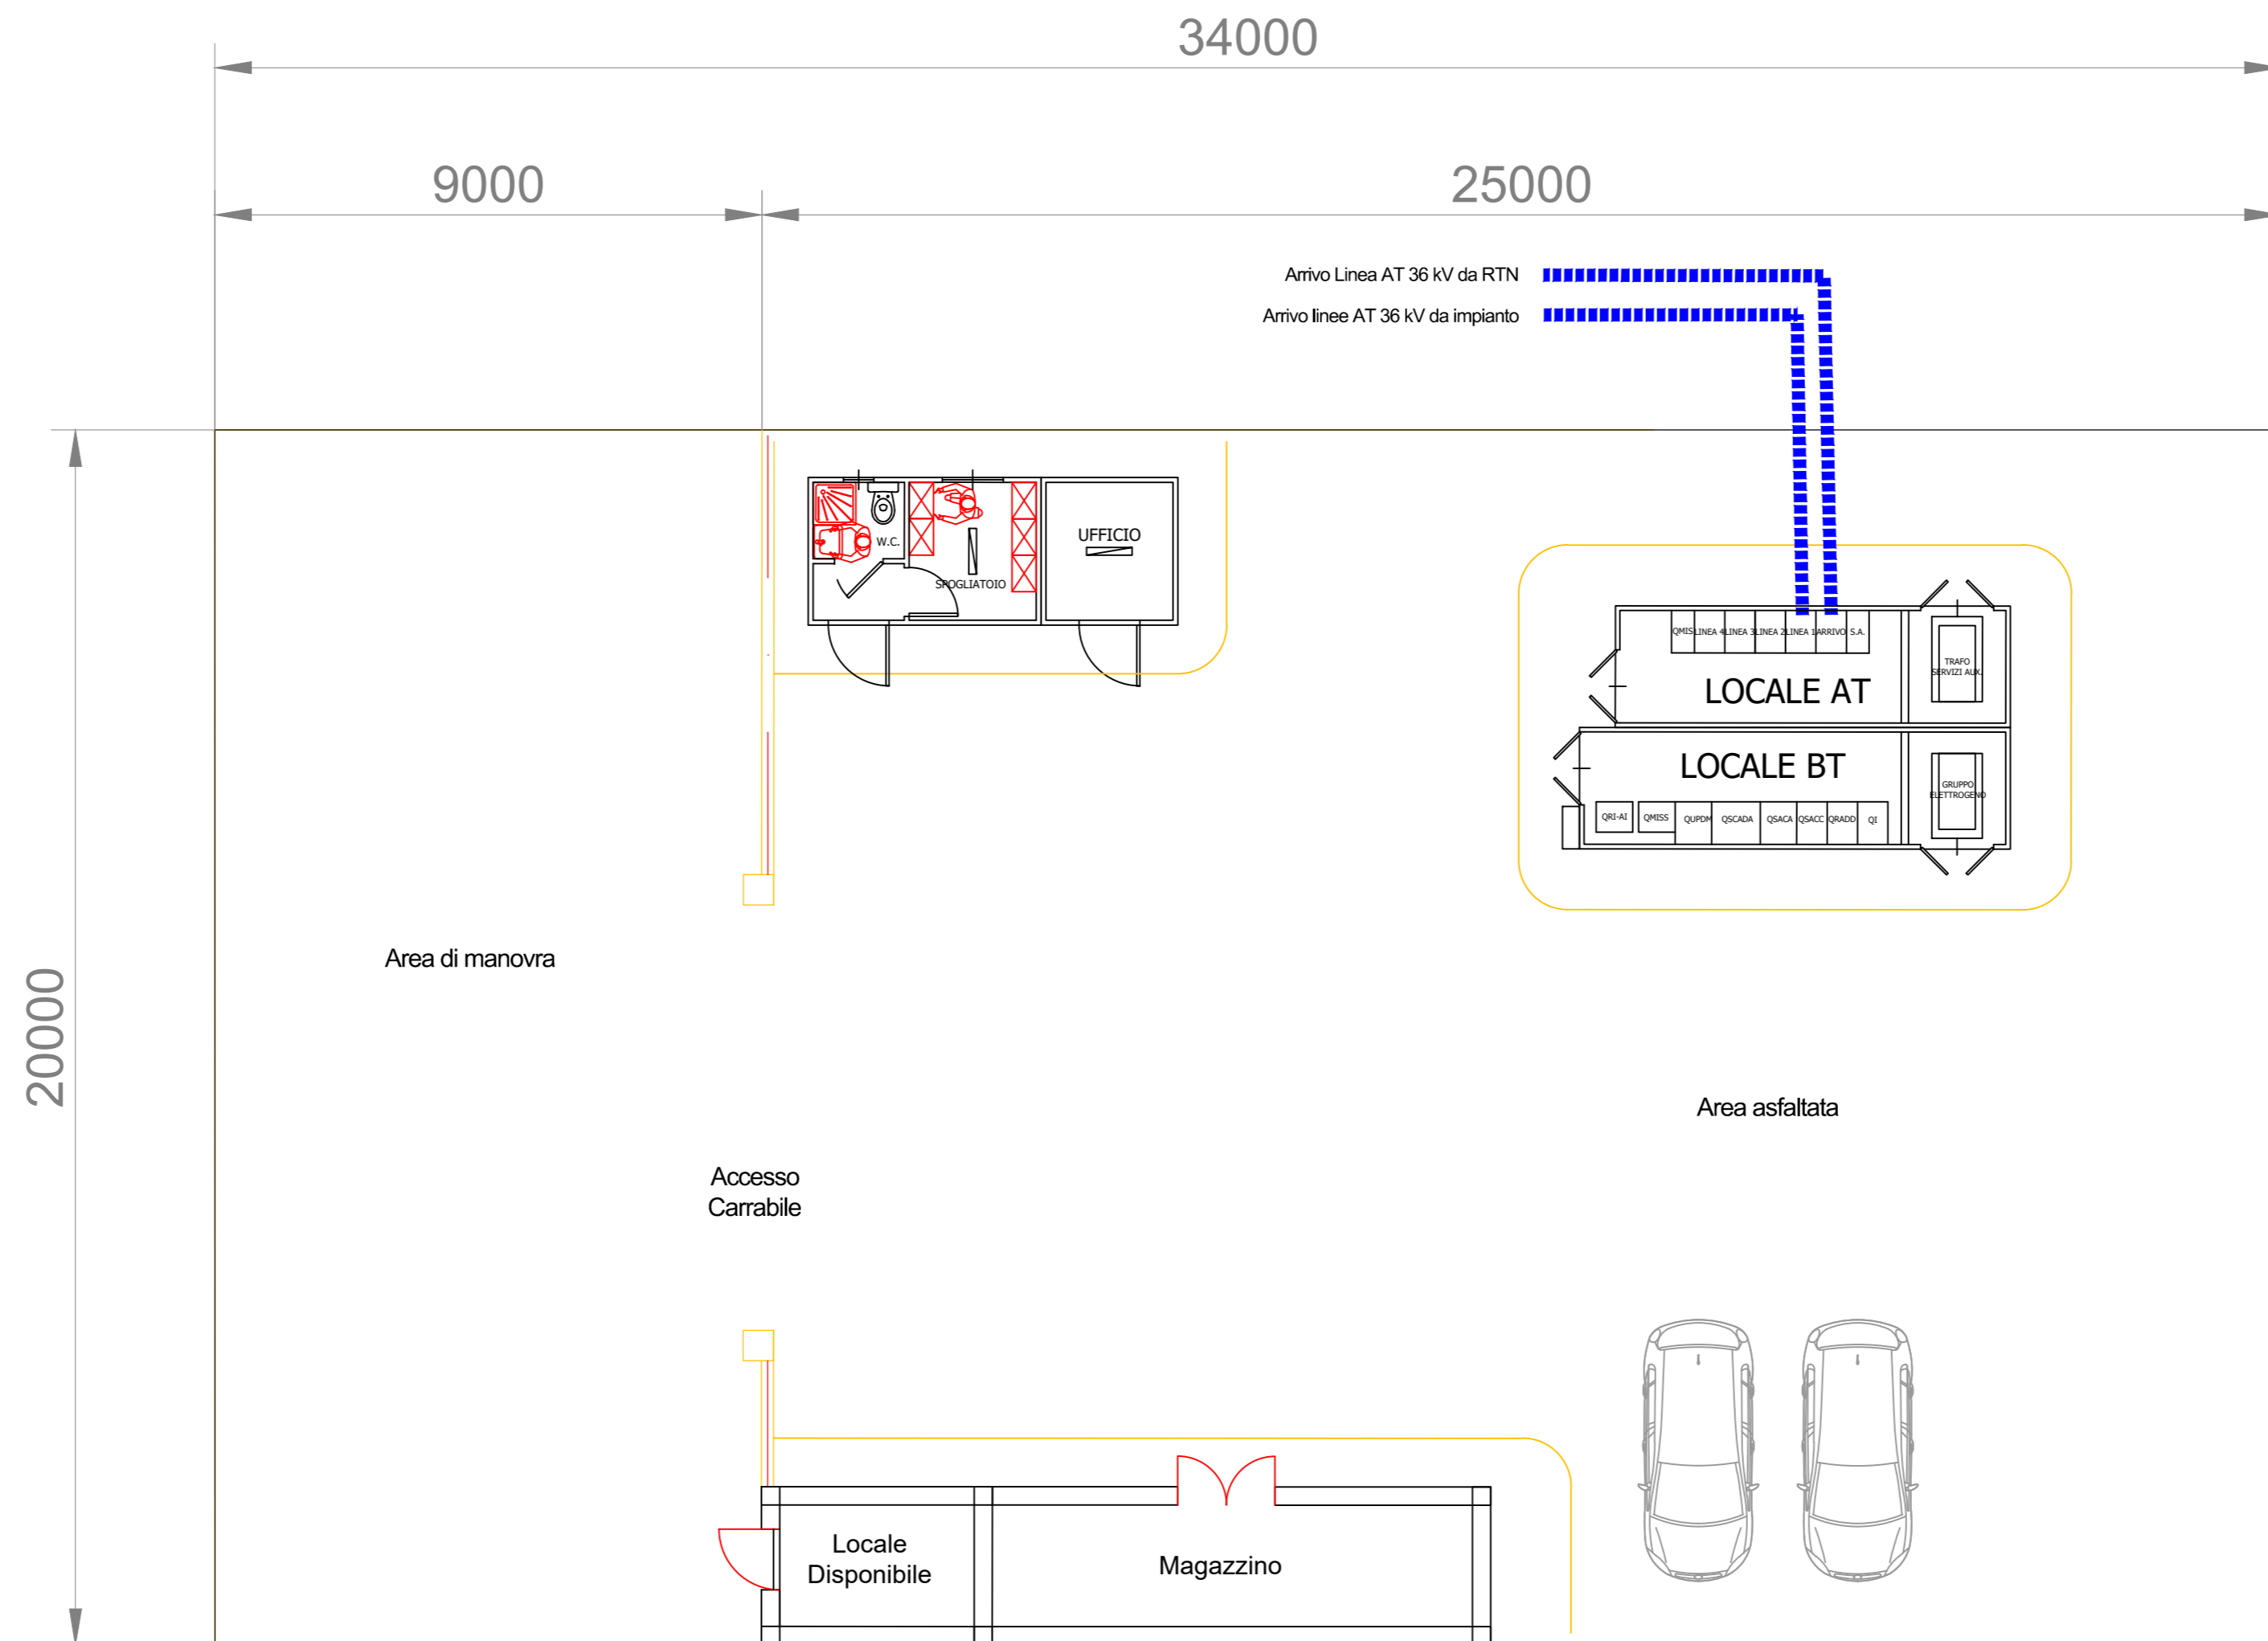 34000
9000
25000
Arrivo Linea AT 36 kV da RTN
Arrivo linee AT 36 kV da impianto
W.C.
SPOGLIATOIO
UFFICIO
QMIS
LINEA 4
LINEA 3
LINEA 2
LINEA 1
ARRIVO
S.A.
TRAFO
SERVIZI AUX.
LOCALE AT
LOCALE BT
GRUPPO
ELETTROGENO
QRI-AI
QMISS
QUPDM
QSCADA
QSACA
QSACC
QRADD
QI
Area di manovra
20000
Area asfaltata
Accesso
Carrabile
Locale
Disponibile
Magazzino